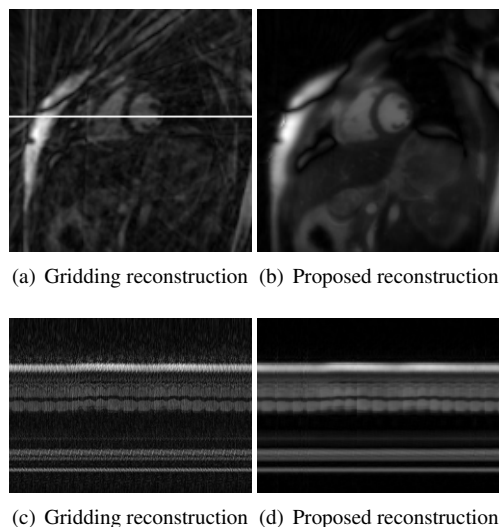 (a) Gridding reconstruction (b) Proposed reconstruction
(c) Gridding reconstruction (d) Proposed reconstruction